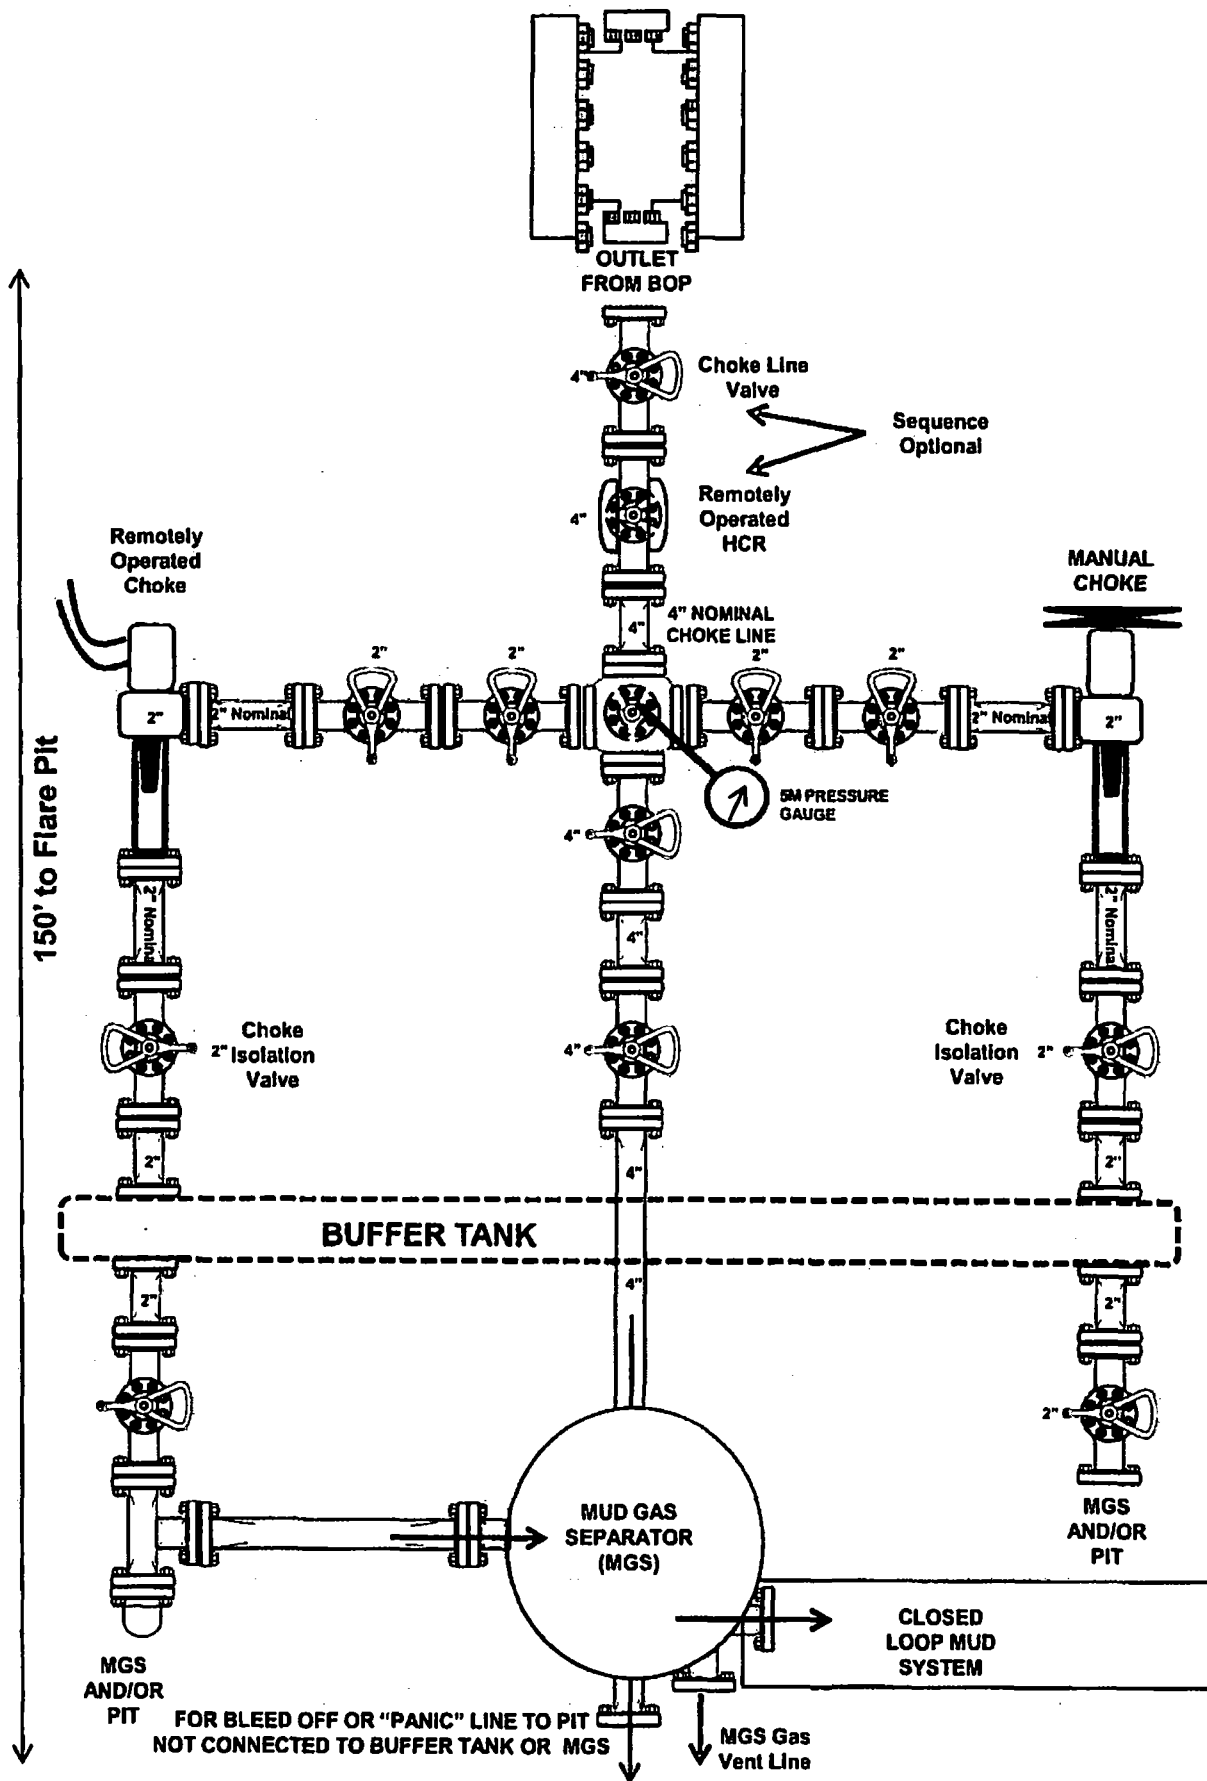 OUTLET
FROM BOP
4"
Choke Line
Valve
Sequence
Optional
4"
Remotely
Operated
HCR
Remotely
Operated
Choke
MANUAL
CHOKE
4"
4" NOMINAL
CHOKE LINE
2"
2"
2"
2"
2"
2" Nomina
2" Nomina
2"
5M PRESSURE
GAUGE
4"
150' to Flare Pit
2" Nomina
4"
2" Nomina
2"
Choke
Isolation
Valve
4"
Choke
Isolation
Valve
2"
2"
4"
2"
BUFFER TANK
2"
4"
2"
2"
MUD GAS
SEPARATOR
(MGS)
MGS
AND/OR
PIT
CLOSED
LOOP MUD
SYSTEM
MGS
AND/OR
PIT
FOR BLEED OFF OR "PANIC" LINE TO PIT
NOT CONNECTED TO BUFFER TANK OR MGS
MGS Gas
Vent Line